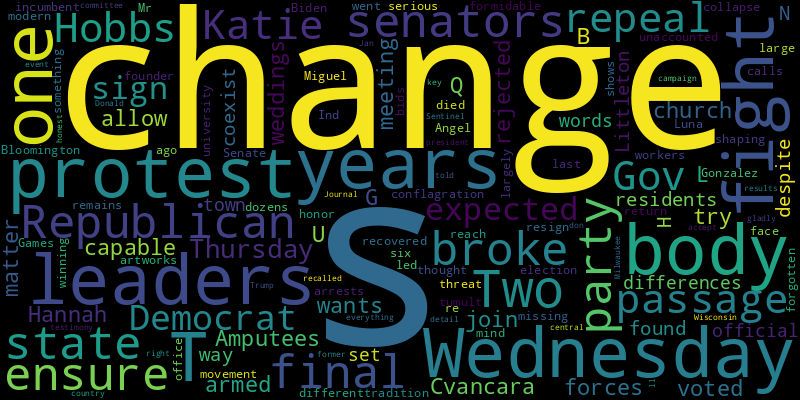 incumbent Mr went serious Biden formidable collapse
modern Hobbs Katie senators repeal N
one committee
something change fight
event founder Miguel B unaccounted large
sign weddings meeting key Q rejected shows campaign calls
allow university coexist bids died words church
honest Donald Ind Jan Sentinel Angel Littleton Luna shaping
Bloomington ago Senate president last workers despite
protest years told largely Gov L Gonzalez results
remains dozens Journal G conflagration expected residents gladly
Republican town honor U resign don try H return face
matter Games capable Thursday recovered reach broke party body accept
artworks six thought election Milwaukee forgotten
winning leaders recalled led threat Two differences
Hannah Trump S tumult passage
testimony arrests wants re join missing found official
Democrat everything detail mind central Wisconsin
state T Amputees former Wednesday
right office way set final
ensure movement armed Cvancara forces voted
country different tradition ll